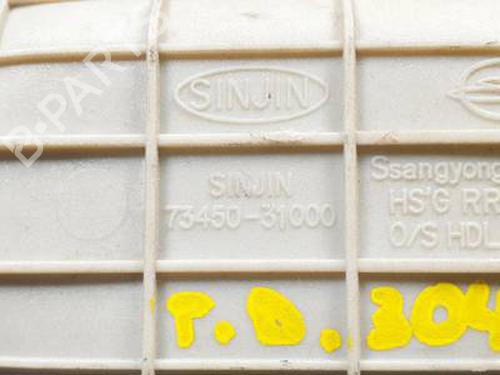 SINJIN
SINJIN
73450-31000
Ssangyong
HS'G RR
O/S HDL
T.D.304
B-PARTS